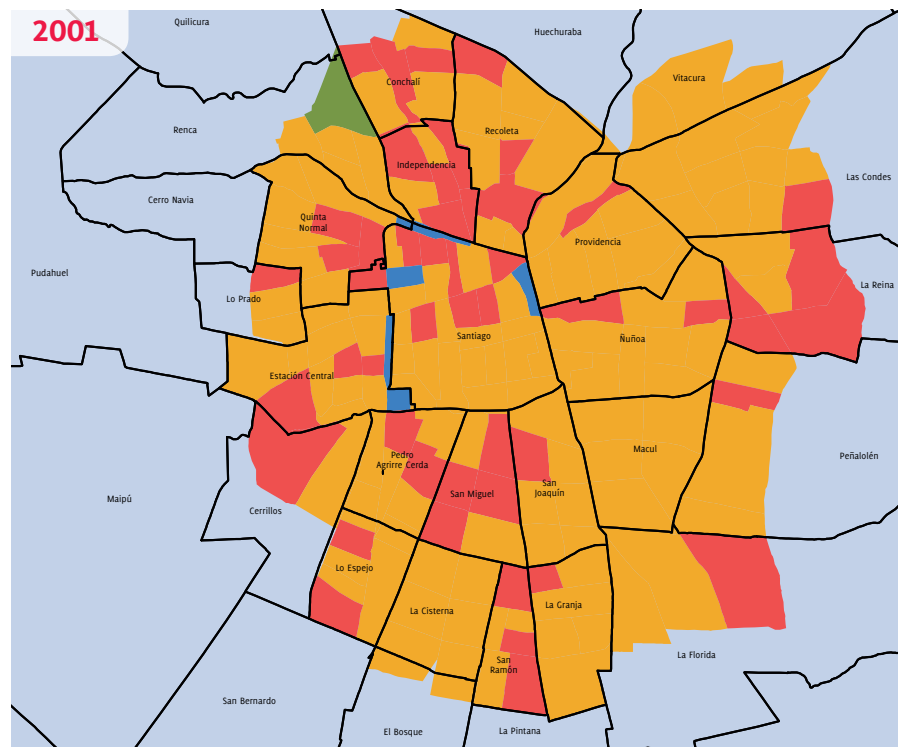 2001
Quilicura
Huechuraba
Vitacura
Conchalí
Renca
Recoleta
Independencia
Las Condes
Cerro Navia
Quinta
Normal
Providencia
Pudahuel
La Reina
Lo Prado
Santiago
Ñuñoa
Estación Central
Macul
Peñalolén
Pedro
Agrirre Cerda
San Miguel
San
Joaquín
Maipú
Cerrillos
Lo Espejo
La Cisterna
La Granja
San
Ramón
La Florida
San Bernardo
El Bosque
La Pintana